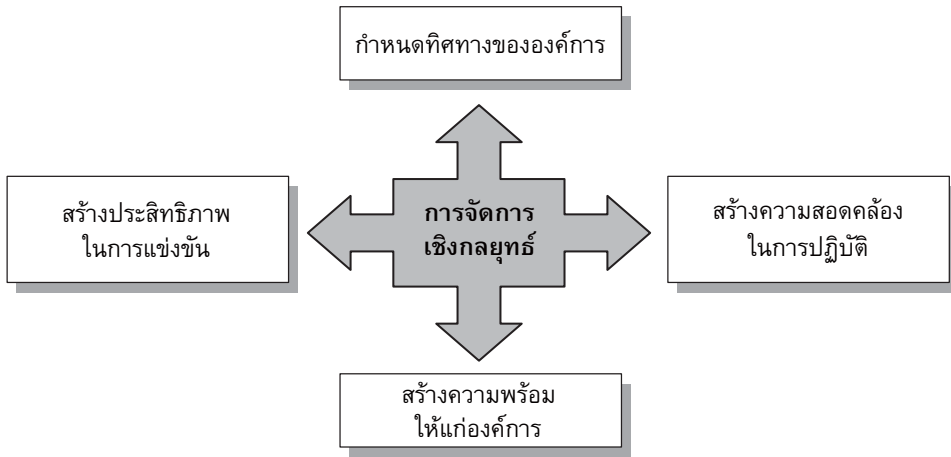 กำหนดทิศทางขององค์การ
สร้างประสิทธิภาพ
ในการแข่งขัน
การจัดการ
เชิงกลยุทธ์
สร้างความสอดคล้อง
ในการปฏิบัติ
สร้างความพร้อม
ให้แก่องค์การ